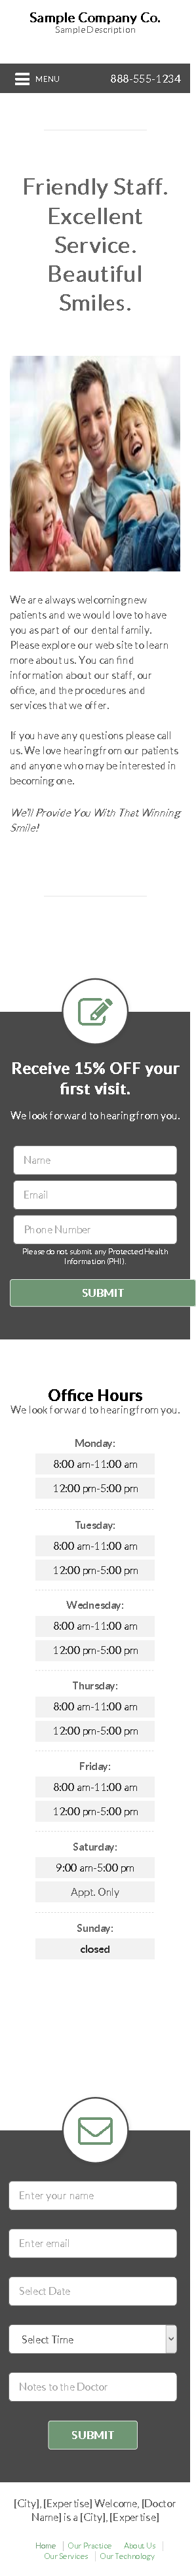 Sample Company Co.
Sample Description
MENU 888-555-1234
Friendly Staff.
Excellent
Service.
Beautiful
Smiles.
We are always welcoming new
patients and we would love to have
you as part of our dental family.
Please explore our web site to learn
more about us. You can find
information about our staff, our
office, and the procedures and
services that we offer.
If you have any questions please call
us. We love hearing from our patients
and anyone who may be interested in
becoming one.
We'll Provide You With That Winning
Smile!
Receive 15% OFF your
first visit.
We look forward to hearing from you.
Name
Email
Phone Number
Please do not submit any Protected Health
Information (PHI).
SUBMIT
Office Hours
We look forward to hearing from you.
Monday:
8:00 am-11:00 am
12:00 pm-5:00 pm
Tuesday:
8:00 am-11:00 am
12:00 pm-5:00 pm
Wednesday:
8:00 am-11:00 am
12:00 pm-5:00 pm
Thursday:
8:00 am-11:00 am
12:00 pm-5:00 pm
Friday:
8:00 am-11:00 am
12:00 pm-5:00 pm
Saturday:
9:00 am-5:00 pm
Appt. Only
Sunday:
closed
Enter your name
Enter email
Select Date
Select Time
Notes to the Doctor
SUBMIT
[City], [Expertise] Welcome, [Doctor
Name] is a [City], [Expertise]
Home | Our Practice About Us |
Our Services | Our Technology